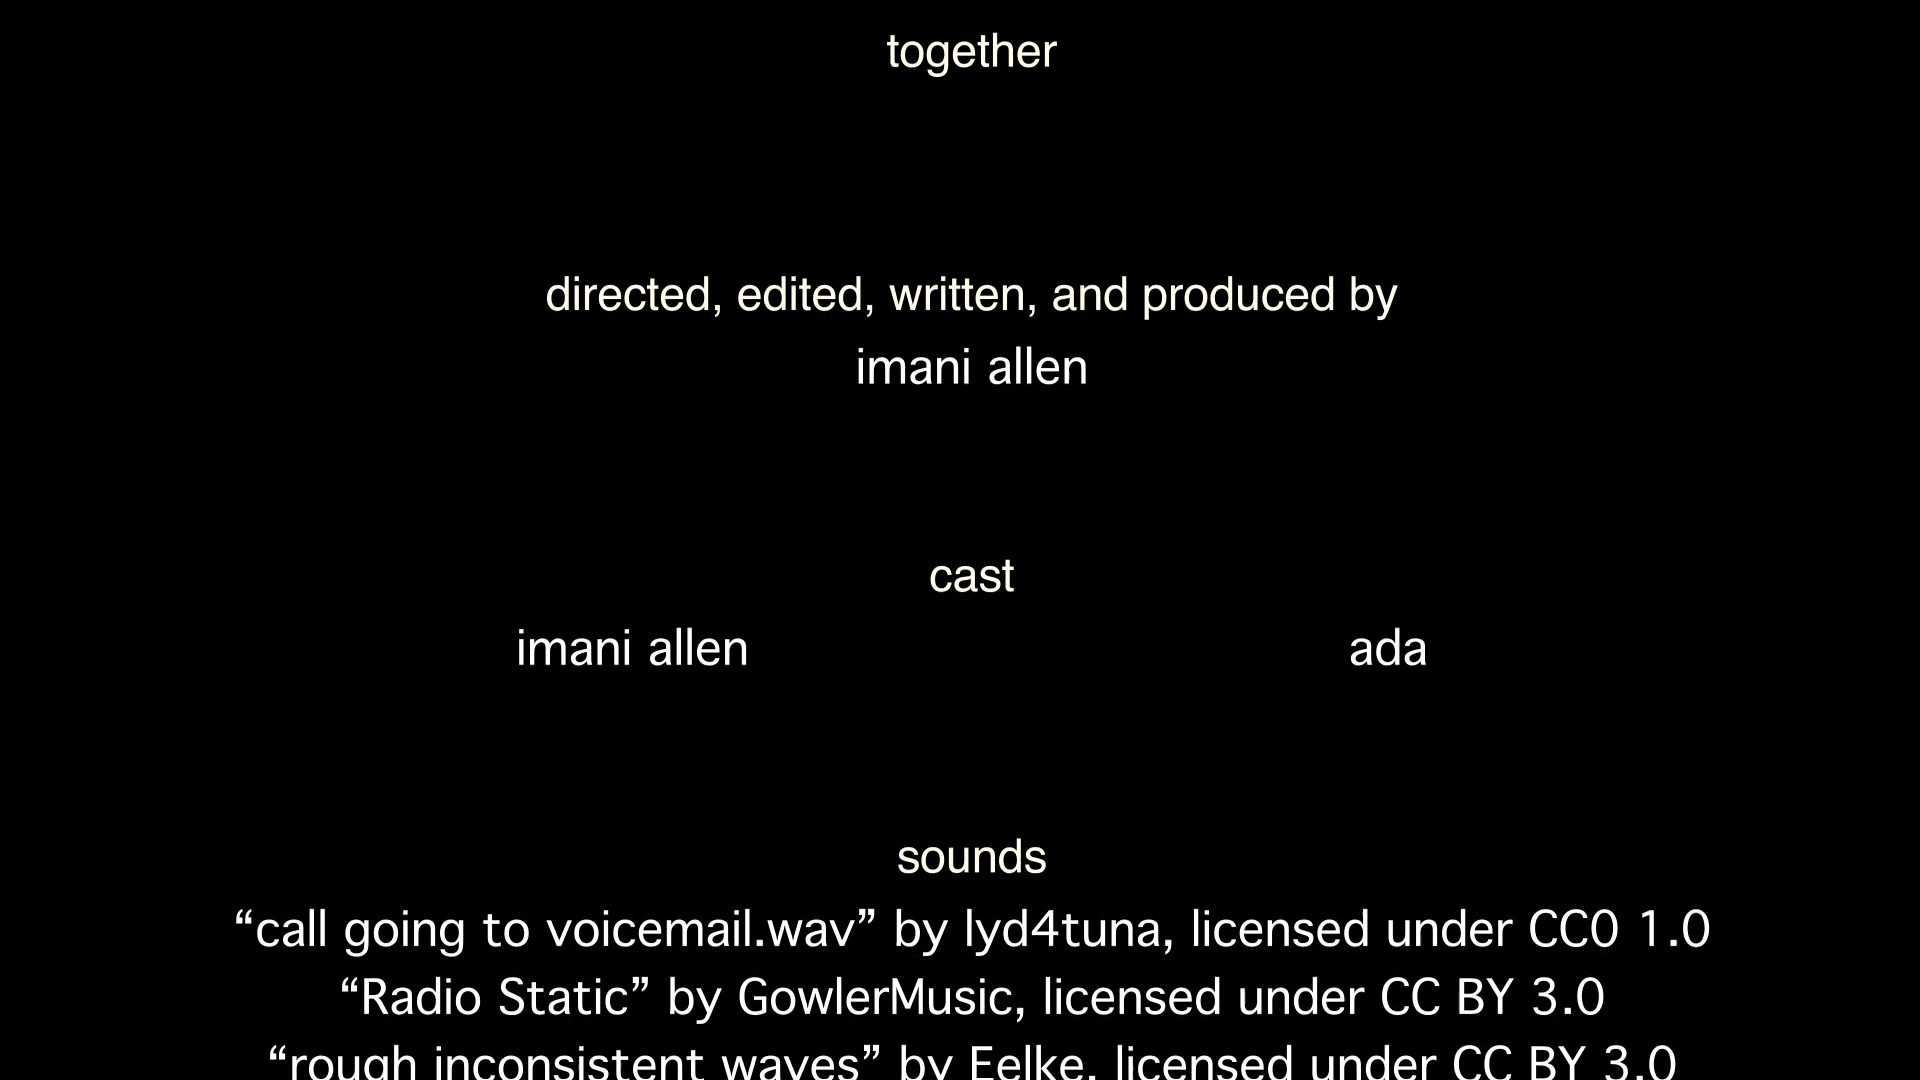 together
directed, edited, written, and produced by
imani allen
cast
imani allen ada
sounds
“call going to voicemail.wav” by lyd4tuna, licensed under CC0 1.0
“Radio Static” by GowlerMusic, licensed under CC BY 3.0
“rough inconsistent waves” by Eelke, licensed under CC BY 3.0